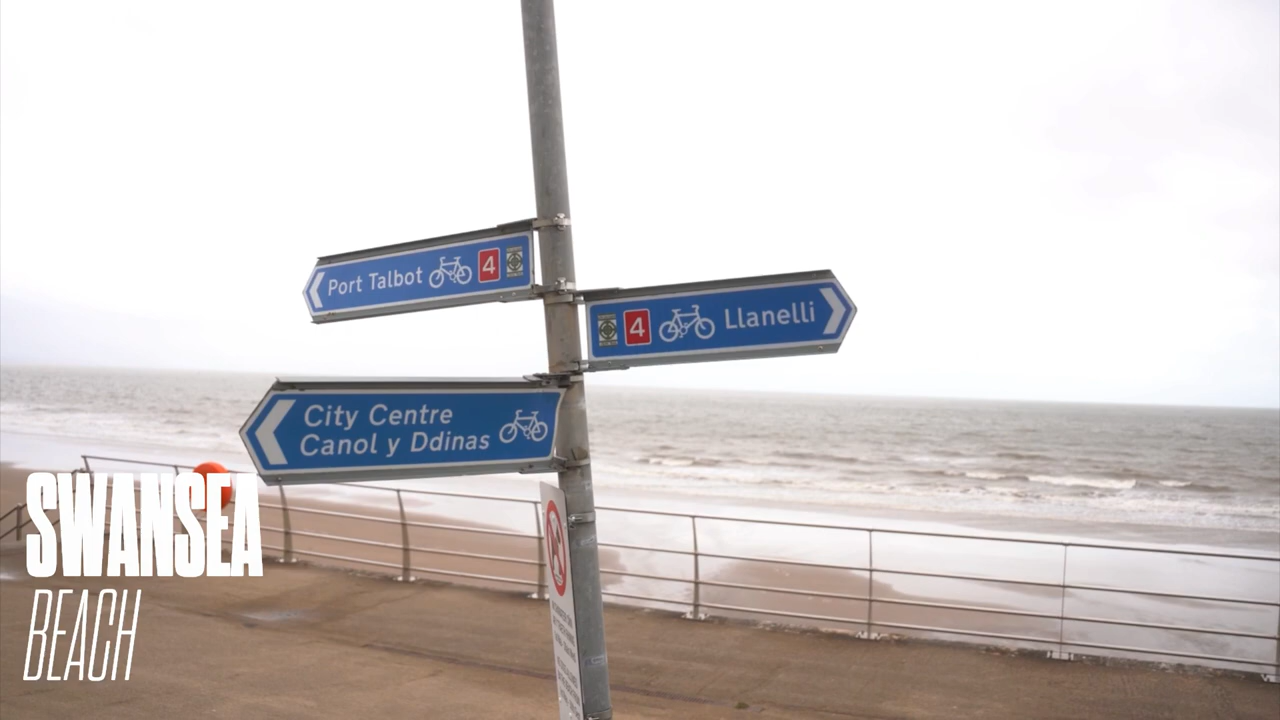 Port Talbot 4
4 Llanelli
City Centre
Canol y Ddinas
SWANSEA
BEACH